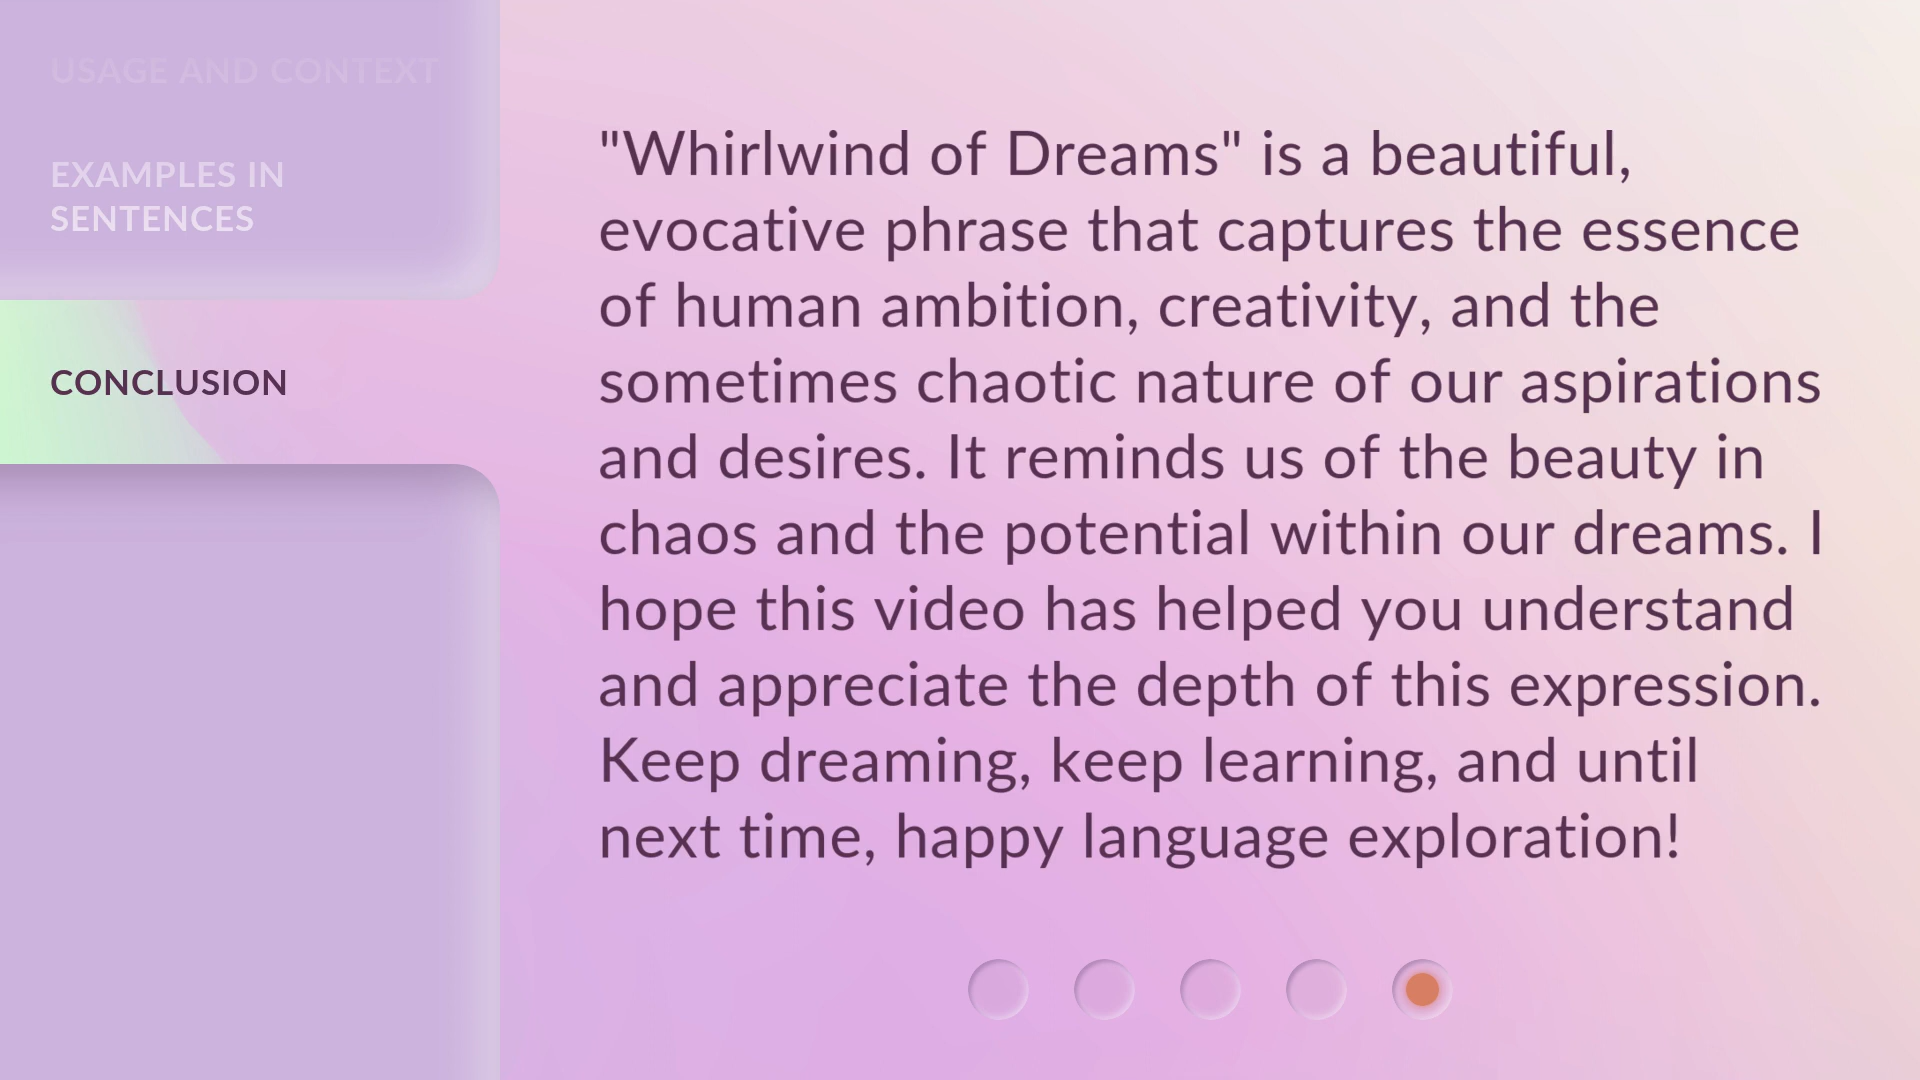 USAGE AND CONTEXT
EXAMPLES IN
SENTENCES
CONCLUSION
"Whirlwind of Dreams" is a beautiful,
evocative phrase that captures the essence
of human ambition, creativity, and the
sometimes chaotic nature of our aspirations
and desires. It reminds us of the beauty in
chaos and the potential within our dreams. I
hope this video has helped you understand
and appreciate the depth of this expression.
Keep dreaming, keep learning, and until
next time, happy language exploration!